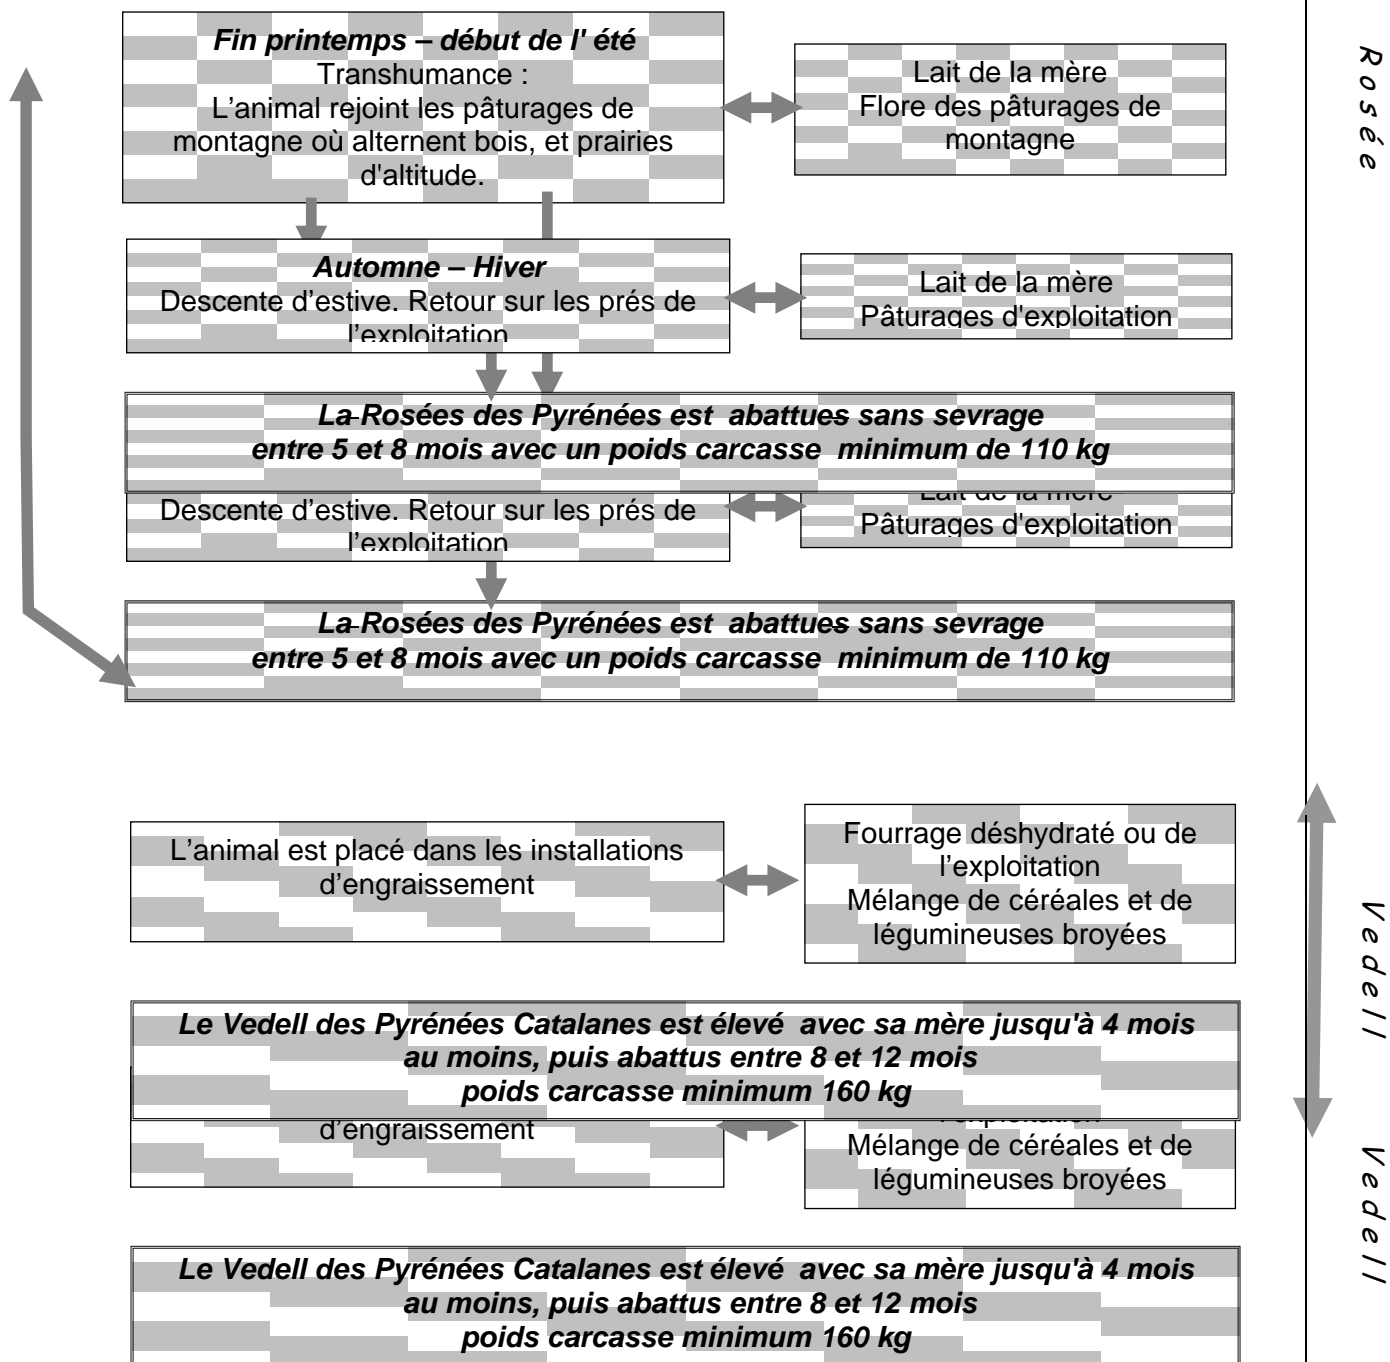 Fin printemps – début de l' été
Transhumance :
L'animal rejoint les pâturages de
montagne où alternent bois, et prairies
d'altitude.
Lait de la mère
Flore des pâturages de
montagne
Rosée
Automne – Hiver
Descente d'estive. Retour sur les prés de
l'exploitation
Lait de la mère
Pâturages d'exploitation
La Rosées des Pyrénées est abattues sans sevrage
entre 5 et 8 mois avec un poids carcasse minimum de 110 kg
Descente d'estive. Retour sur les prés de
l'exploitation
Lait de la mère
Pâturages d'exploitation
La Rosées des Pyrénées est abattues sans sevrage
entre 5 et 8 mois avec un poids carcasse minimum de 110 kg
L'animal est placé dans les installations
d'engraissement
Fourrage déshydraté ou de
l'exploitation
Mélange de céréales et de
légumineuses broyées
Vedell
Le Vedell des Pyrénées Catalanes est élevé avec sa mère jusqu'à 4 mois
au moins, puis abattus entre 8 et 12 mois
poids carcasse minimum 160 kg
d'engraissement
l'exploitation
Mélange de céréales et de
légumineuses broyées
Vedell
Le Vedell des Pyrénées Catalanes est élevé avec sa mère jusqu'à 4 mois
au moins, puis abattus entre 8 et 12 mois
poids carcasse minimum 160 kg